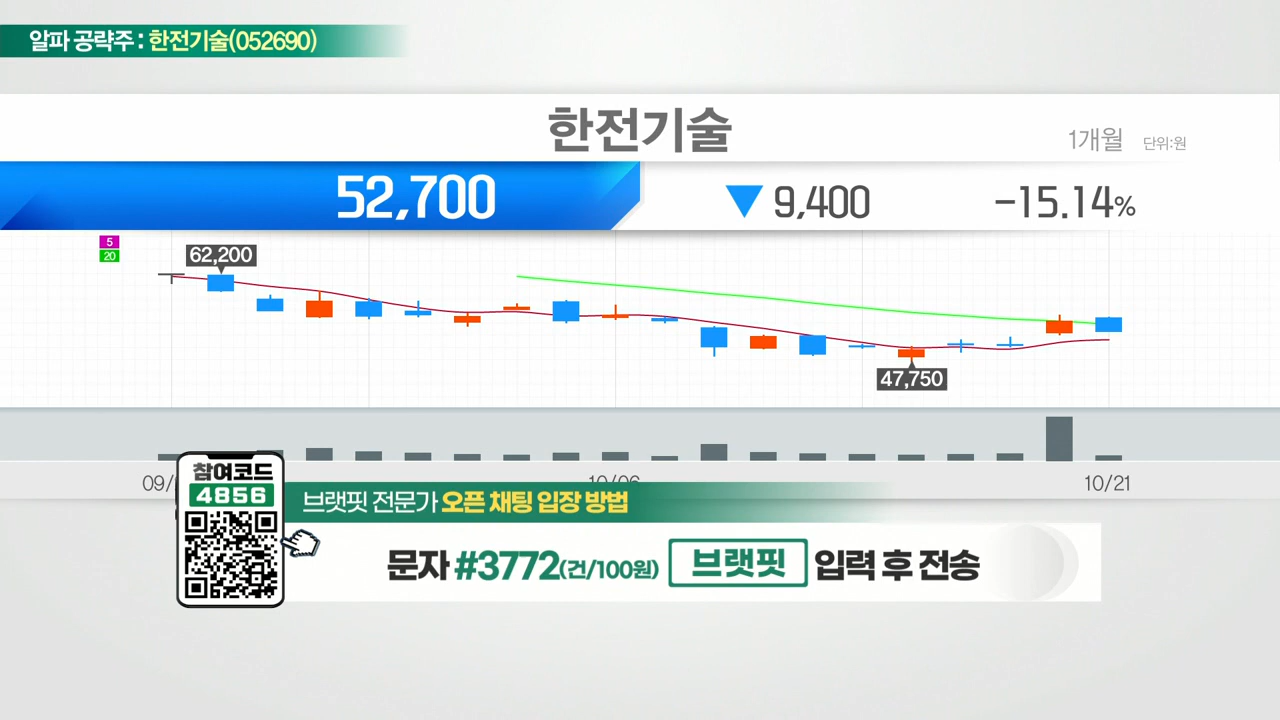 알파 공략주 : 한전기술(052690)
한전기술
1개월 단위:원
52,700 ▼ 9,400 -15.14%
5
20
62,200
47,750
10/06 10/21
참여코드
4856
브랫핏 전문가 오픈 채팅 입장 방법
문자 #3772(건/100원) 브랫핏 입력 후 전송